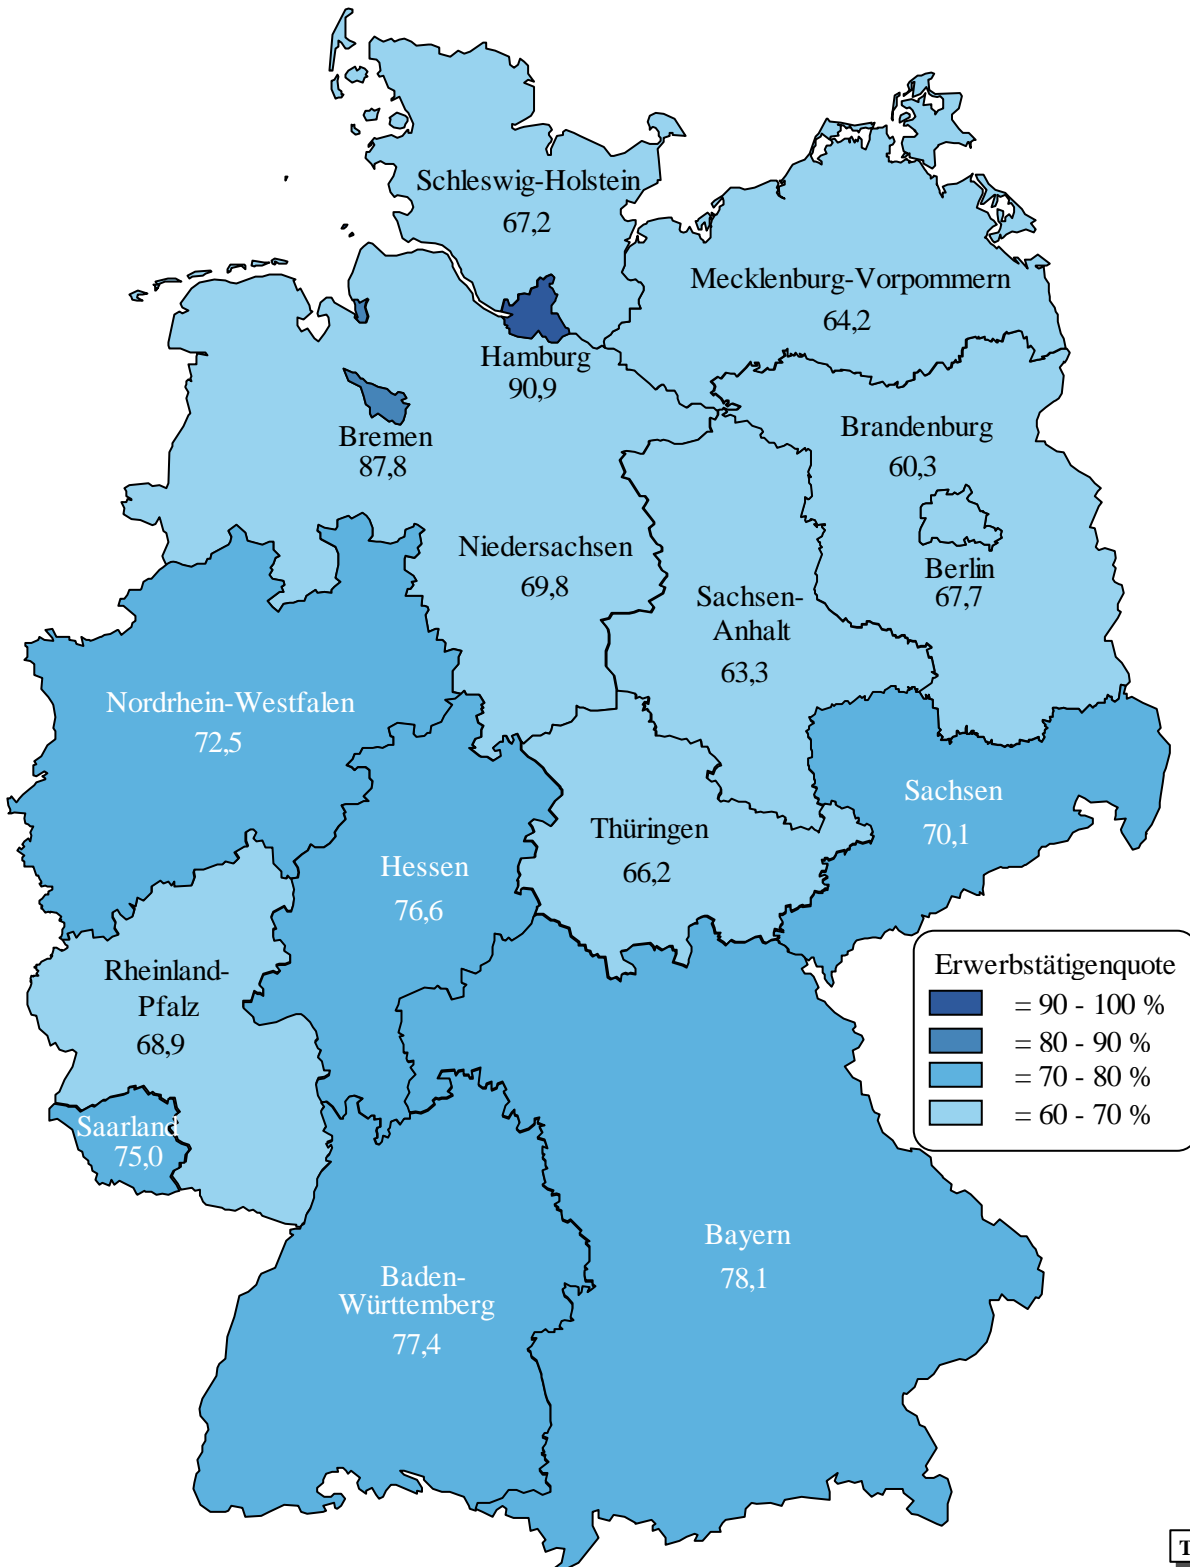 Schleswig-Holstein
67,2
Mecklenburg-Vorpommern
64,2
Hamburg
90,9
Bremen
87,8
Brandenburg
60,3
Niedersachsen
69,8
Berlin
67,7
Sachsen-
Anhalt
63,3
Nordrhein-Westfalen
72,5
Sachsen
70,1
Thüringen
66,2
Hessen
76,6
Rheinland-
Pfalz
68,9
Erwerbstätigenquote
= 90 - 100 %
= 80 - 90 %
= 70 - 80 %
= 60 - 70 %
Saarland
75,0
Bayern
78,1
Baden-
Württemberg
77,4
T